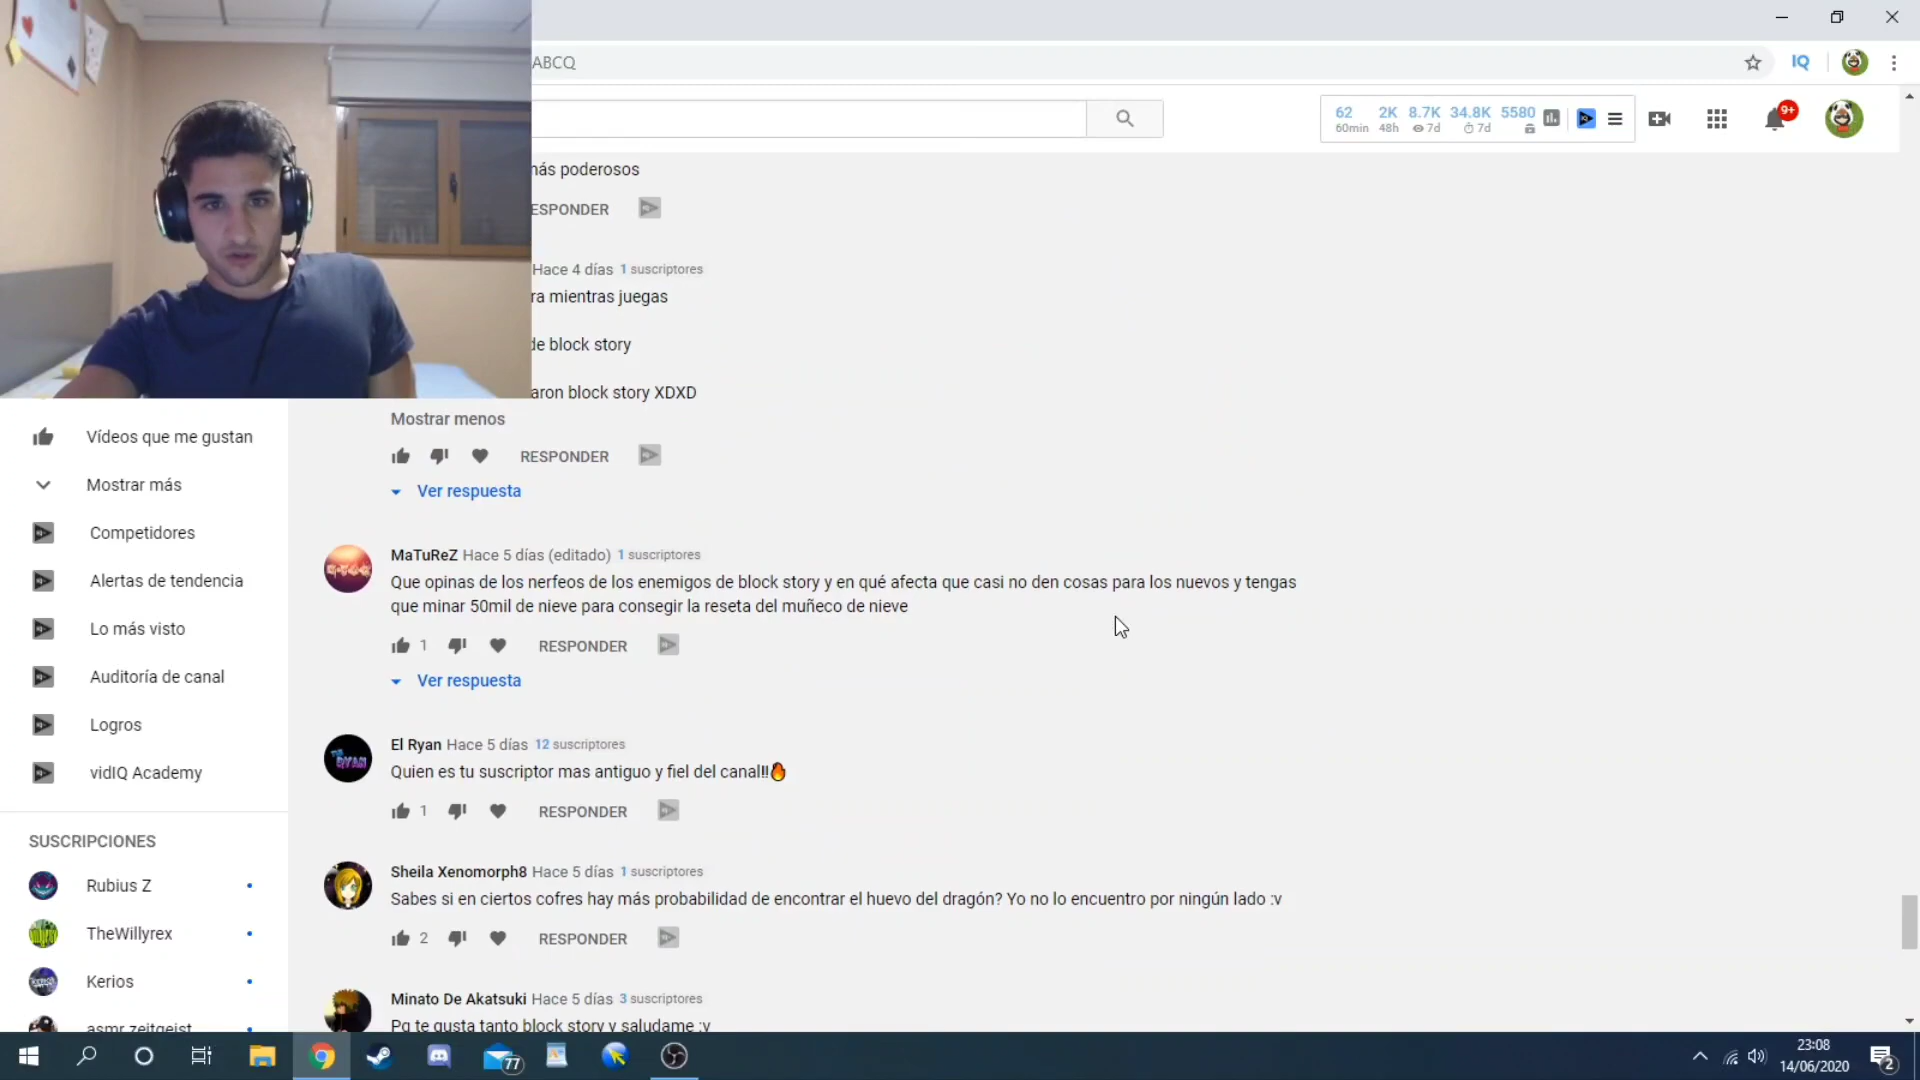 ABCQ
IQ
62 2K 8.7K 34.8K 5580
60min 48h 7d 7d
9+
más poderosos
ESPONDER
Hace 4 días 1 suscriptores
ra mientras juegas
de block story
aron block story XDXD
Mostrar menos
RESPONDER
Ver respuesta
MaTuReZ Hace 5 días (editado) 1 suscriptores
Que opinas de los nerfeos de los enemigos de block story y en qué afecta que casi no den cosas para los nuevos y tengas
que minar 50mil de nieve para consegir la reseta del muñeco de nieve
1 RESPONDER
Ver respuesta
El Ryan Hace 5 días 12 suscriptores
Quien es tu suscriptor mas antiguo y fiel del canal!!🔥
1 RESPONDER
Sheila Xenomorph8 Hace 5 días 1 suscriptores
Sabes si en ciertos cofres hay más probabilidad de encontrar el huevo del dragón? Yo no lo encuentro por ningún lado :v
2 RESPONDER
Minato De Akatsuki Hace 5 días 3 suscriptores
Pq te gusta tanto block story y saludame :v
Vídeos que me gustan
Mostrar más
Competidores
Alertas de tendencia
Lo más visto
Auditoría de canal
Logros
vidIQ Academy
SUSCRIPCIONES
Rubius Z
TheWillyrex
Kerios
asmr zeitgeist
77
23:08
14/06/2020
2